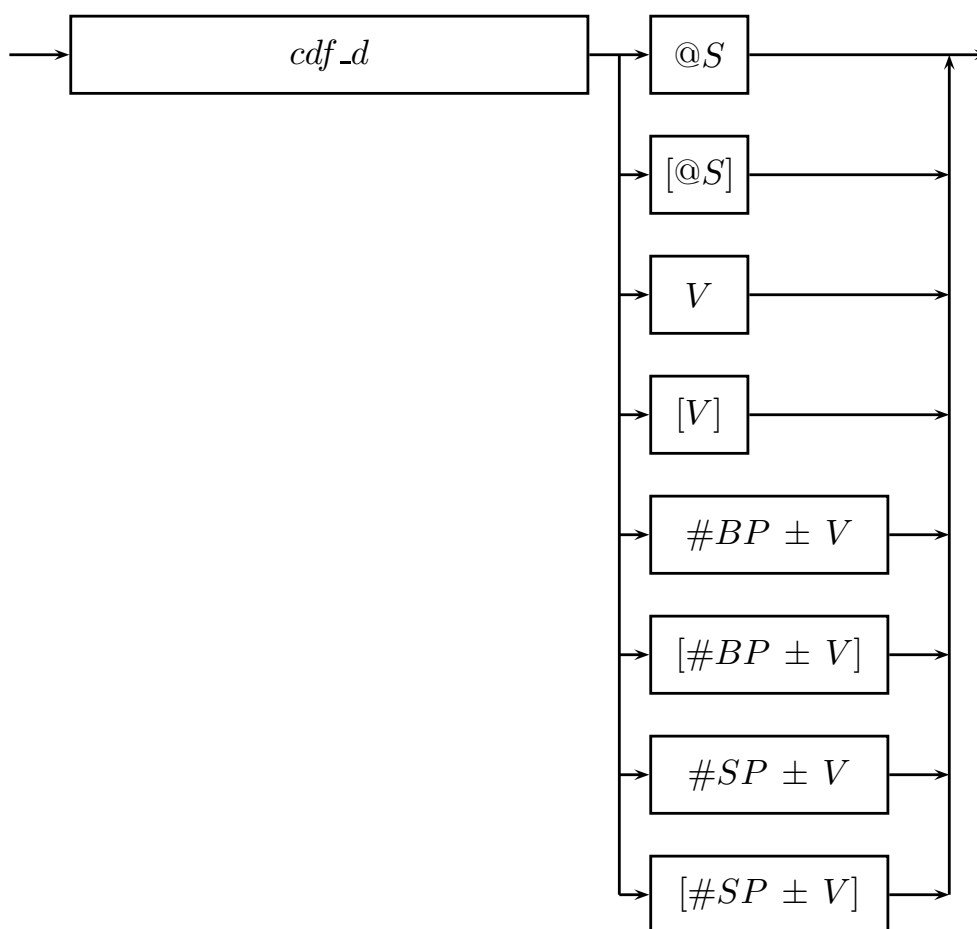 cdf_d
@S
[@S]
V
[V]
#BP ± V
[#BP ± V]
#SP ± V
[#SP ± V]